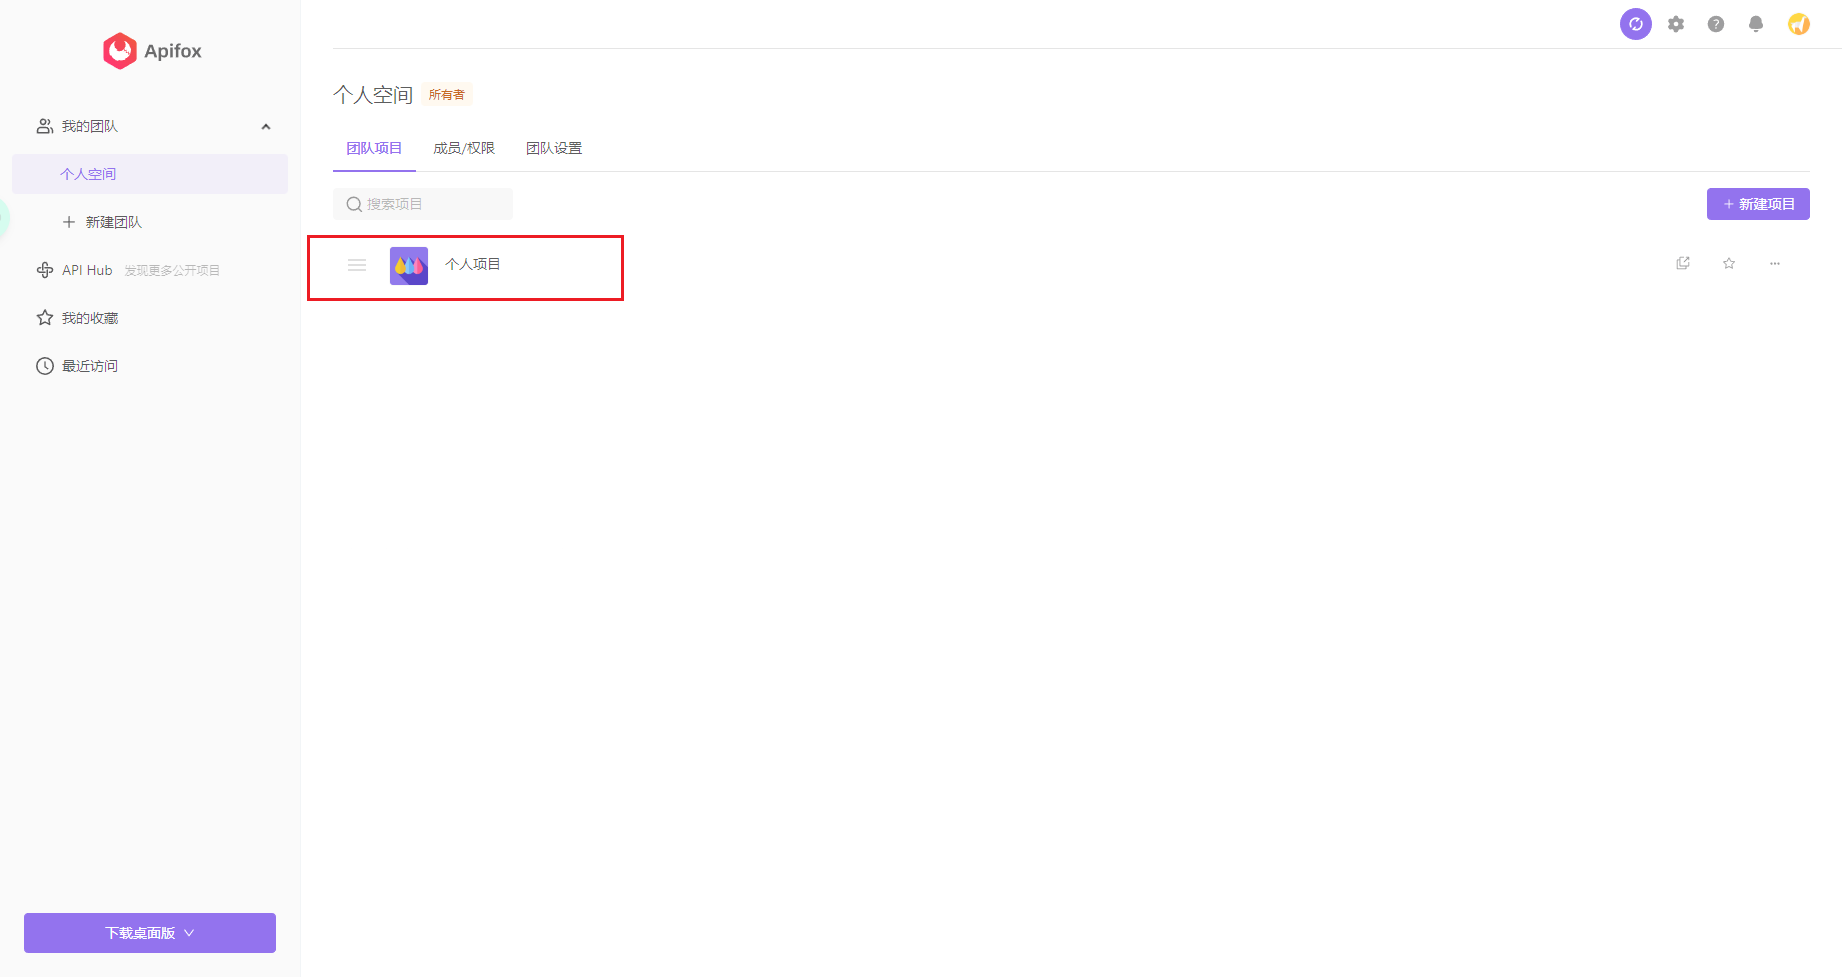 Apifox
我的团队
个人空间
新建团队
API Hub 发现更多公开项目
我的收藏
最近访问
下载桌面版
个人空间 所有者
团队项目 成员/权限 团队设置
搜索项目
新建项目
个人项目